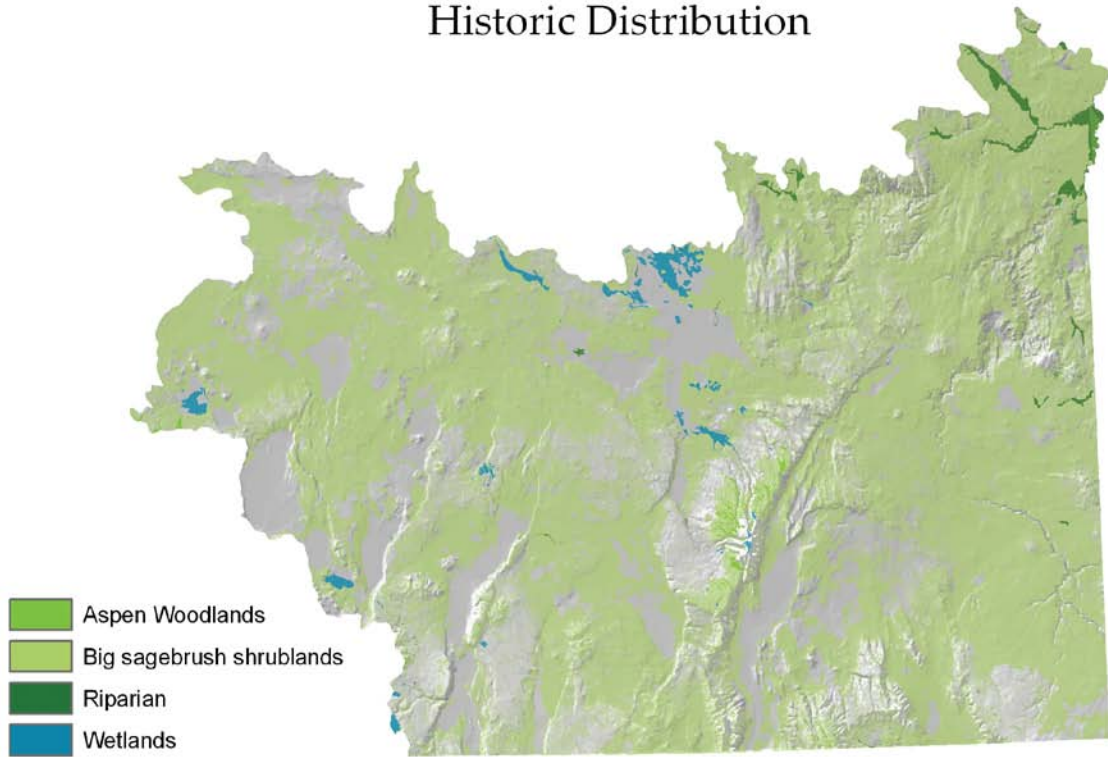 Historic Distribution
Aspen Woodlands
Big sagebrush shrublands
Riparian
Wetlands